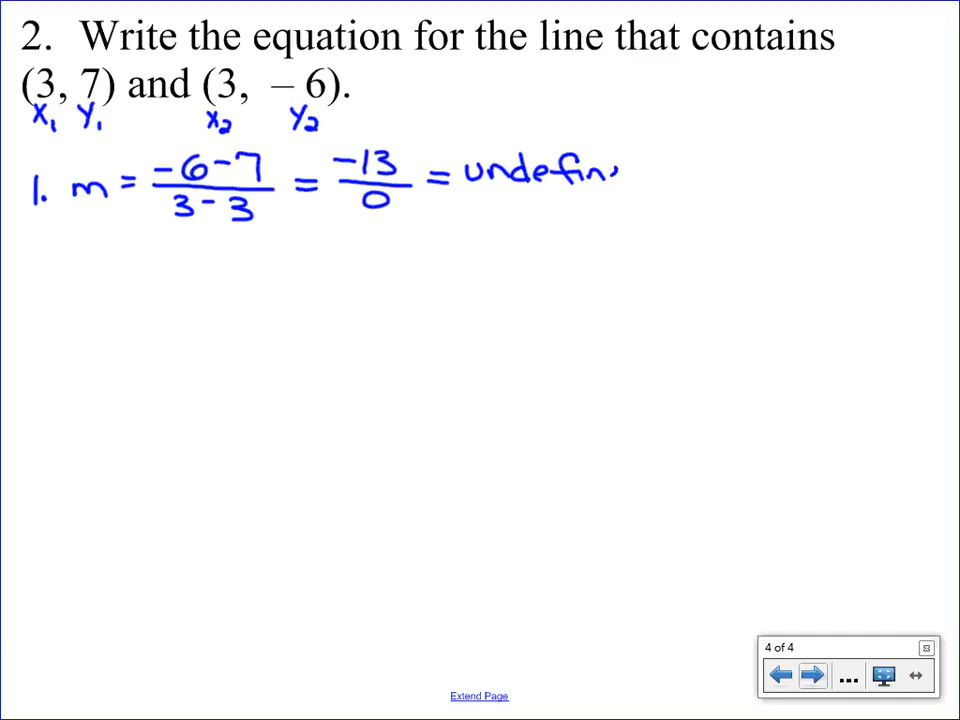 2. Write the equation for the line that contains
(3, 7) and (3, – 6).
x₁ y₁ x₂ y₂
1. m = -6-7 / 3-3 = -13 / 0 = undefin
4 of 4
...
Extend Page